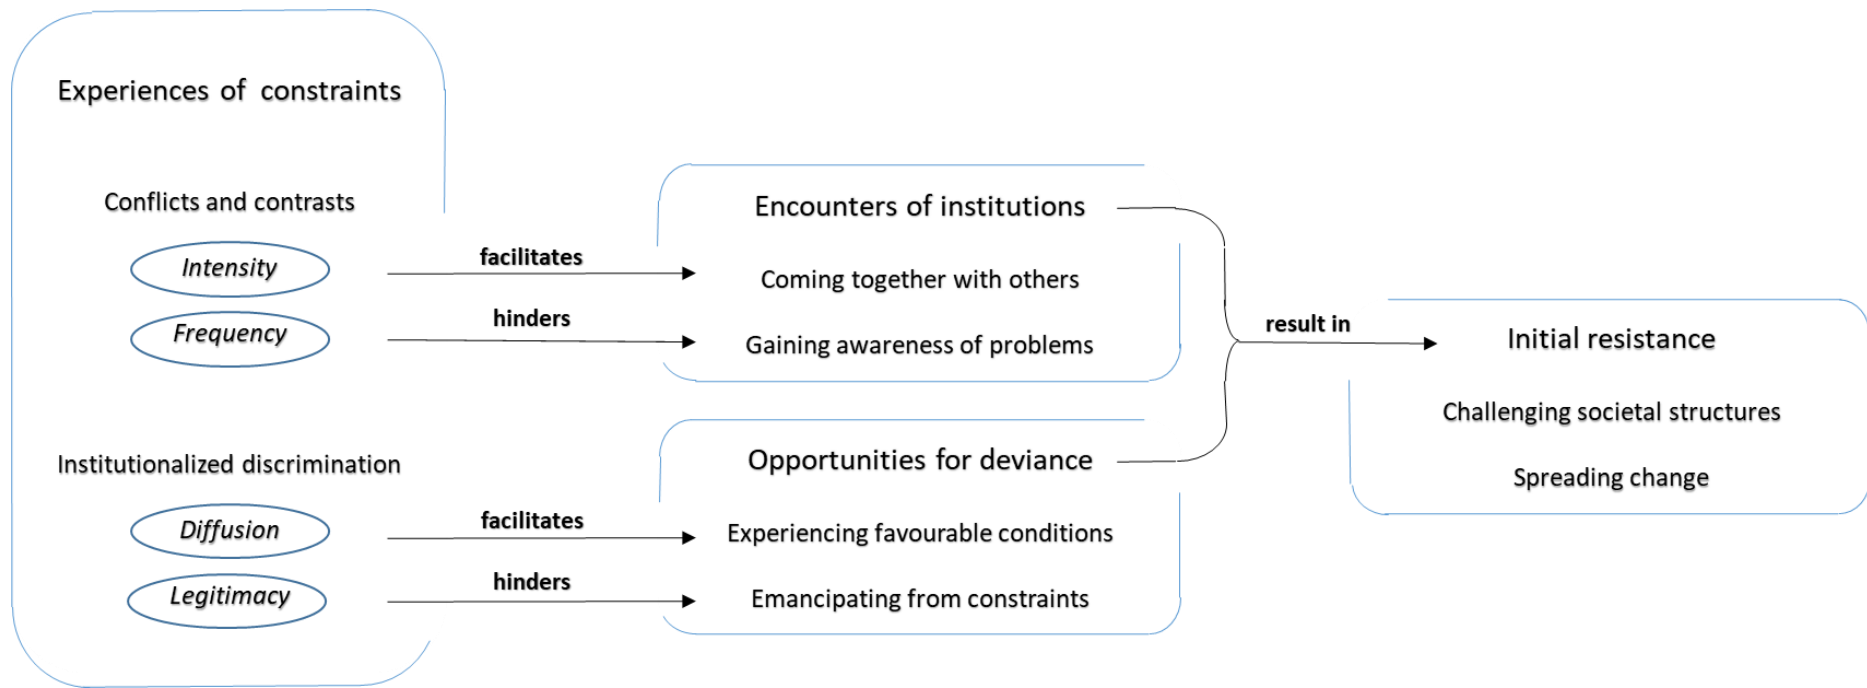 Experiences of constraints
Conflicts and contrasts
Intensity
Frequency
Institutionalized discrimination
Diffusion
Legitimacy
facilitates
hinders
facilitates
hinders
Encounters of institutions
Coming together with others
Gaining awareness of problems
Opportunities for deviance
Experiencing favourable conditions
Emancipating from constraints
result in
Initial resistance
Challenging societal structures
Spreading change